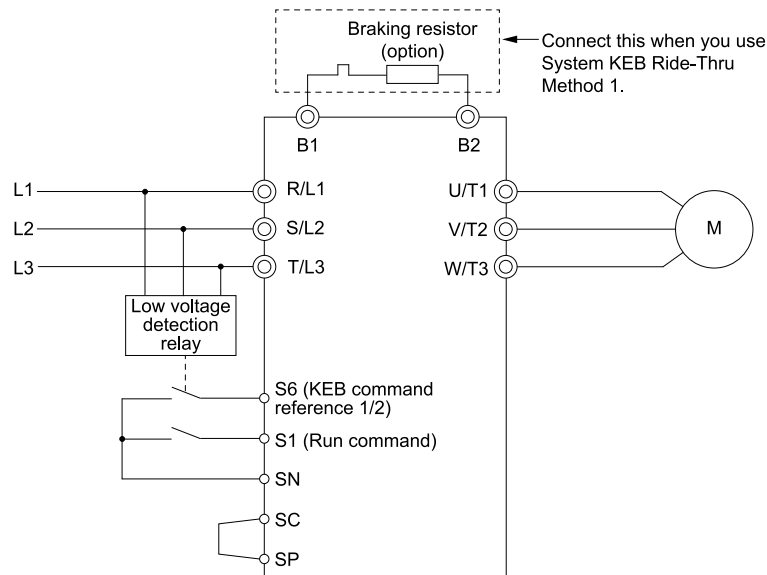 Braking resistor
(option)
Connect this when you use
System KEB Ride-Thru
Method 1.
B1
B2
L1
R/L1
U/T1
L2
S/L2
V/T2
M
L3
T/L3
W/T3
Low voltage
detection
relay
S6 (KEB command
reference 1/2)
S1 (Run command)
SN
SC
SP